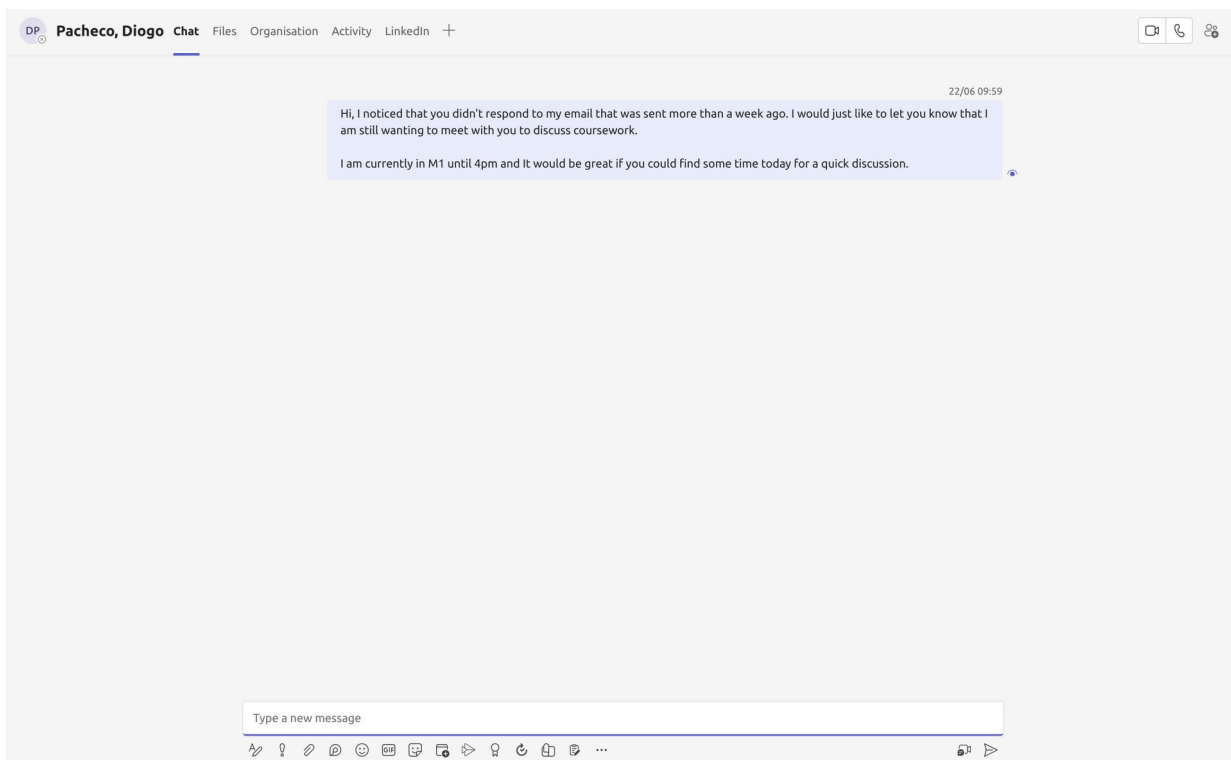 DP Pacheco, Diogo Chat Files Organisation Activity LinkedIn
22/06 09:59
Hi, I noticed that you didn't respond to my email that was sent more than a week ago. I would just like to let you know that I
am still wanting to meet with you to discuss coursework.
I am currently in M1 until 4pm and It would be great if you could find some time today for a quick discussion.
Type a new message
GIF